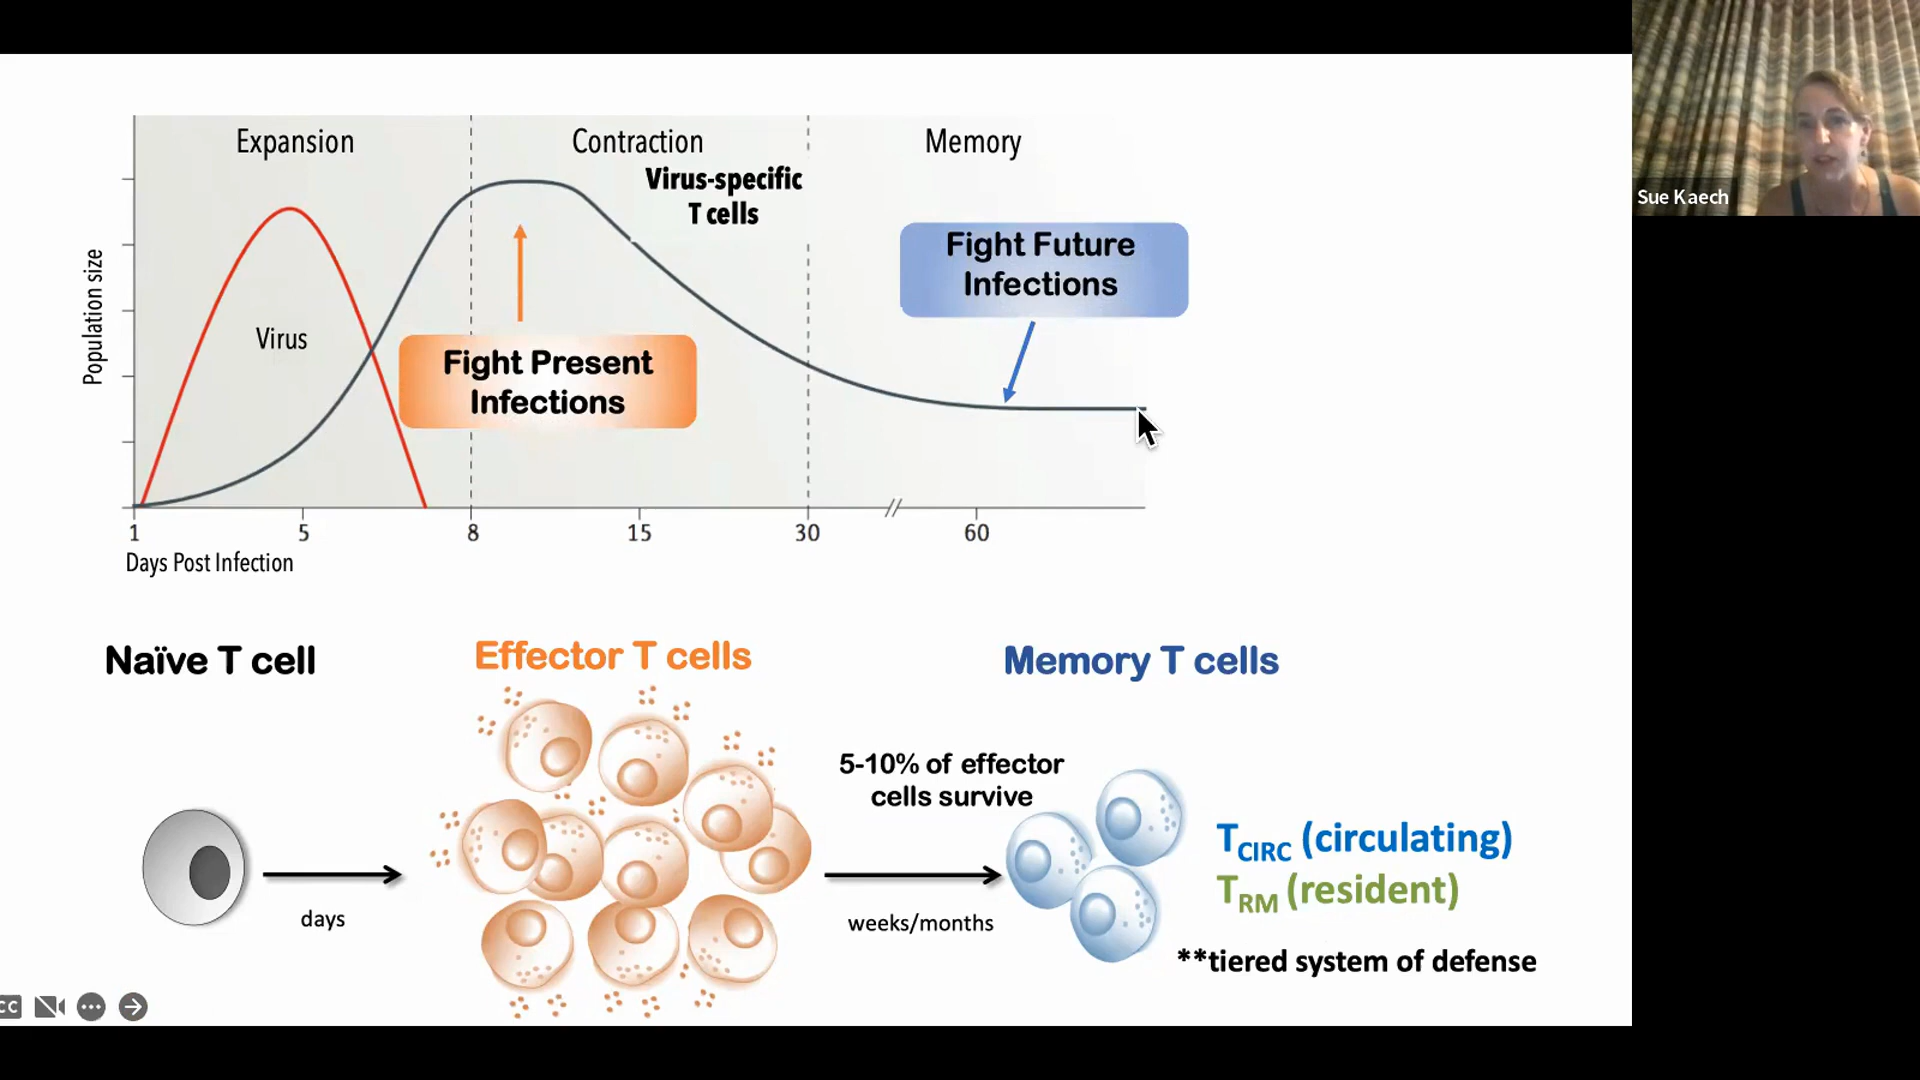 Expansion
Contraction
Memory
Virus-specific
T cells
Fight Future
Infections
Sue Kaech
Population size
Virus
Fight Present
Infections
1
5
8
15
30
60
Days Post Infection
Naïve T cell
Effector T cells
Memory T cells
5-10% of effector
cells survive
days
weeks/months
TCIRC (circulating)
TRM (resident)
**tiered system of defense
CC